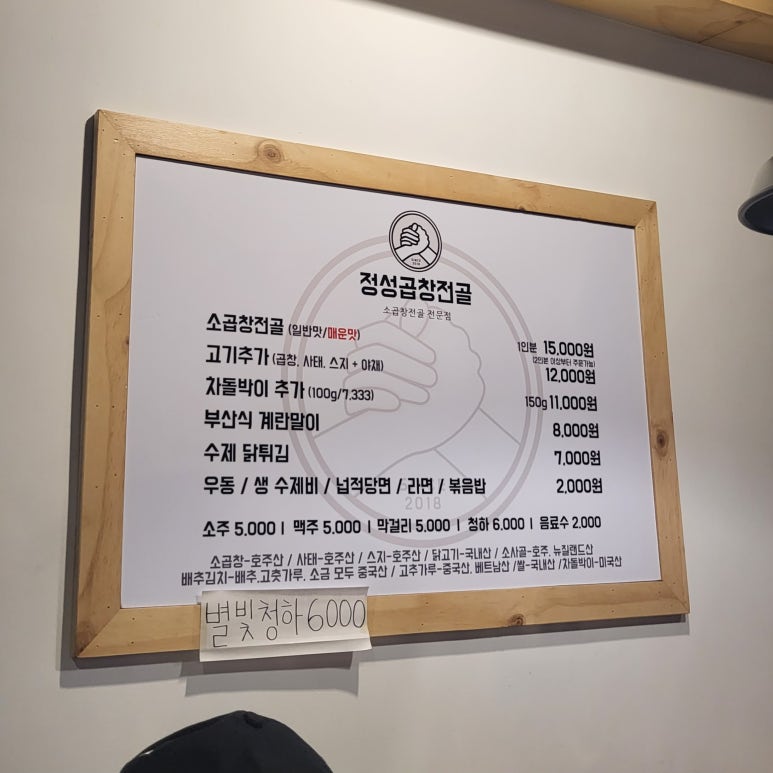 SINCE
2018
정성곱창전골
소곱창전골 전문점
소곱창전골 (일반맛/매운맛) 1인분 15,000원
(2인분 이상부터 주문가능)
고기추가 (곱창, 사태, 스지 + 야채) 12,000원
차돌박이 추가 (100g/7,333) 150g 11,000원
부산식 계란말이 8,000원
수제 닭튀김 7,000원
우동 / 생 수제비 / 넙적당면 / 라면 / 볶음밥 2,000원
2018
소주 5,000 | 맥주 5,000 | 막걸리 5,000 | 청하 6,000 | 음료수 2,000
소곱창-호주산 / 사태-호주산 / 스지-호주산 / 닭고기-국내산 / 소사골-호주, 뉴질랜드산
배추김치-배추,고춧가루, 소금 모두 중국산 / 고추가루-중국산, 베트남산 /쌀-국내산 /차돌박이-미국산
별빛청하 6000